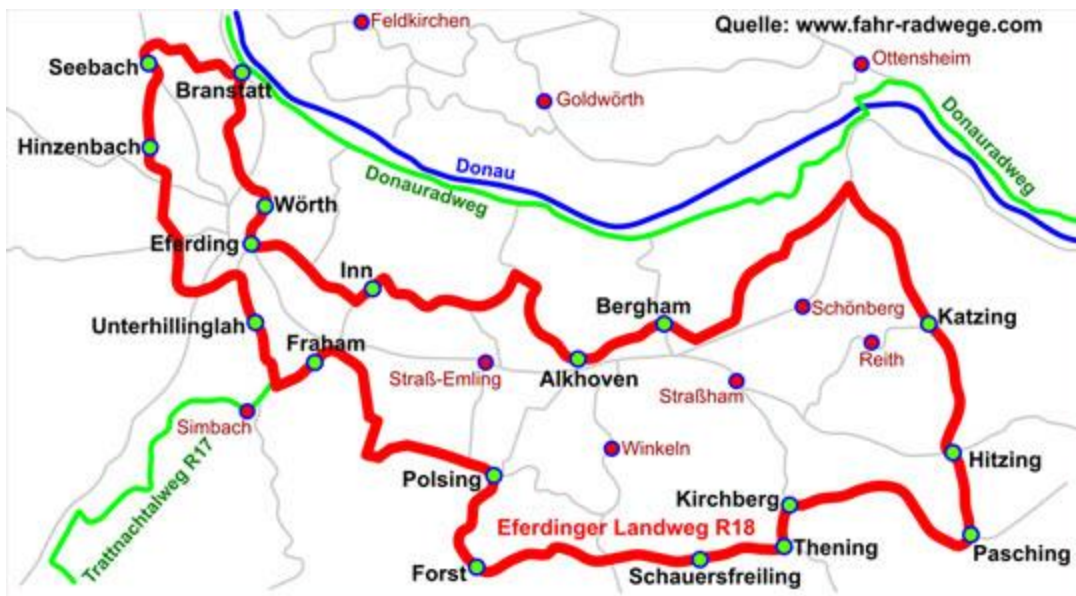 Feldkirchen
Quelle: www.fahr-radwege.com
Seebach
Ottensheim
Branstatt
Goldwörth
Donauradweg
Hinzenbach
Donau
Donauradweg
Wörth
Eferding
Inn
Bergham
Schönberg
Katzing
Unterhillinglah
Fraham
Reith
Straß-Emling
Alkhoven
Straßham
Simbach
Winkeln
Hitzing
Trattnachtalweg R17
Polsing
Kirchberg
Eferdinger Landweg R18
Thening
Pasching
Forst
Schauersfreiling